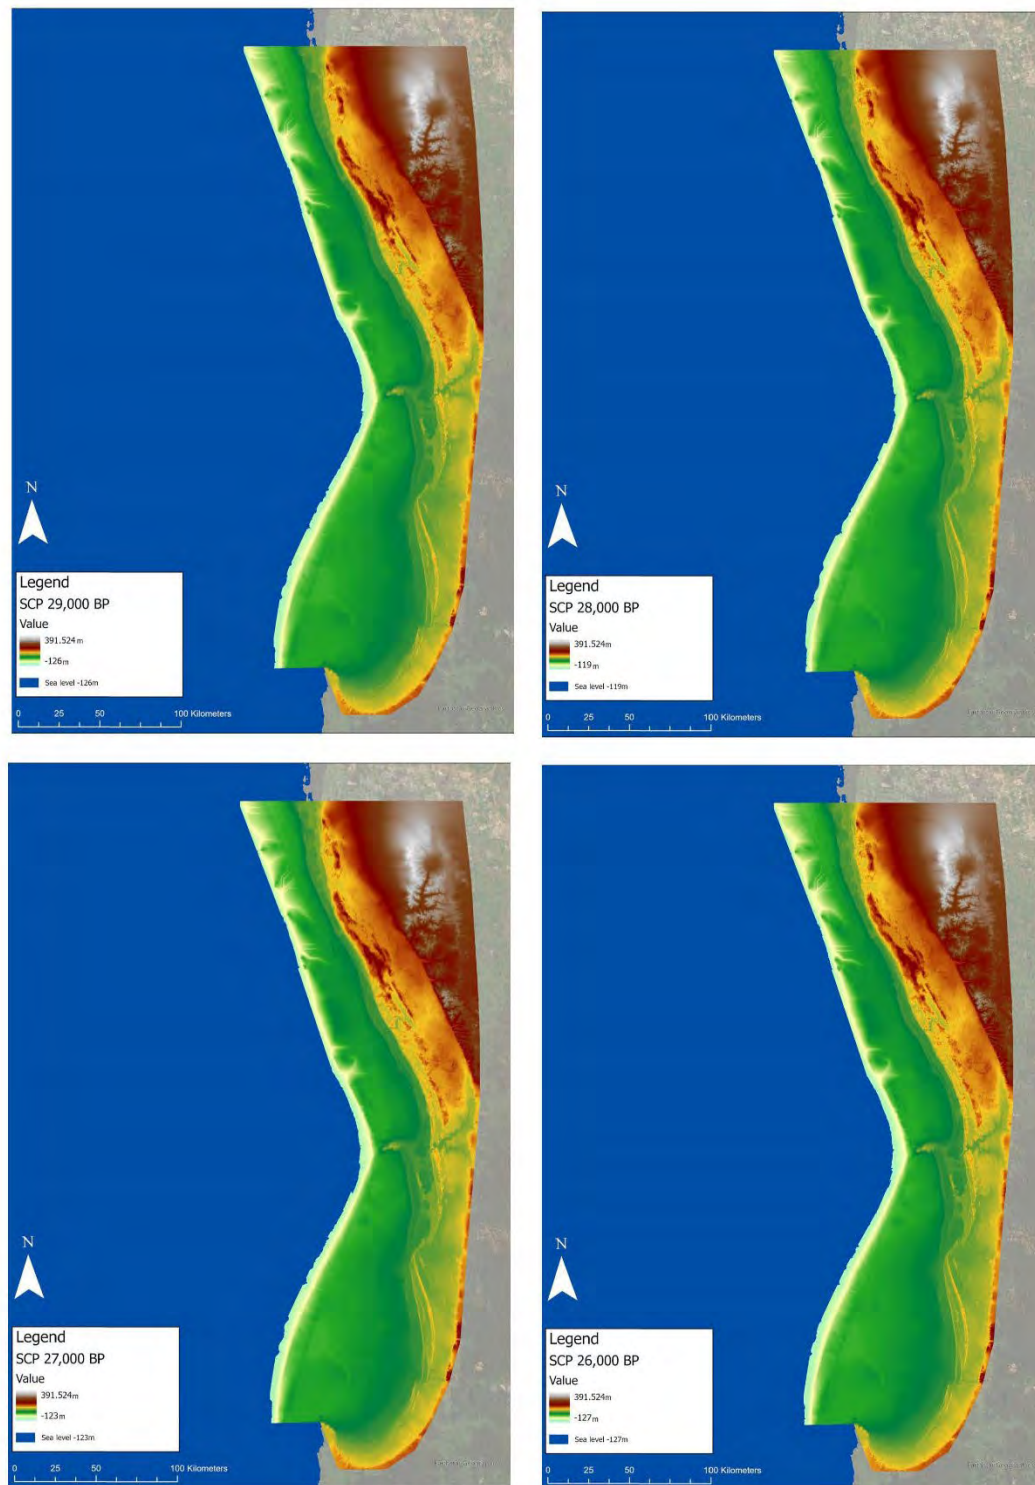 N
Legend
SCP 29,000 BP
Value
391.524m
-126m
Sea level -126m
0 25 50 100 Kilometers
N
Legend
SCP 28,000 BP
Value
391.524m
-119m
Sea level -119m
0 25 50 100 Kilometers
N
Legend
SCP 27,000 BP
Value
391.524m
-123m
Sea level -123m
0 25 50 100 Kilometers
N
Legend
SCP 26,000 BP
Value
391.524m
-127m
Sea level -127m
0 25 50 100 Kilometers